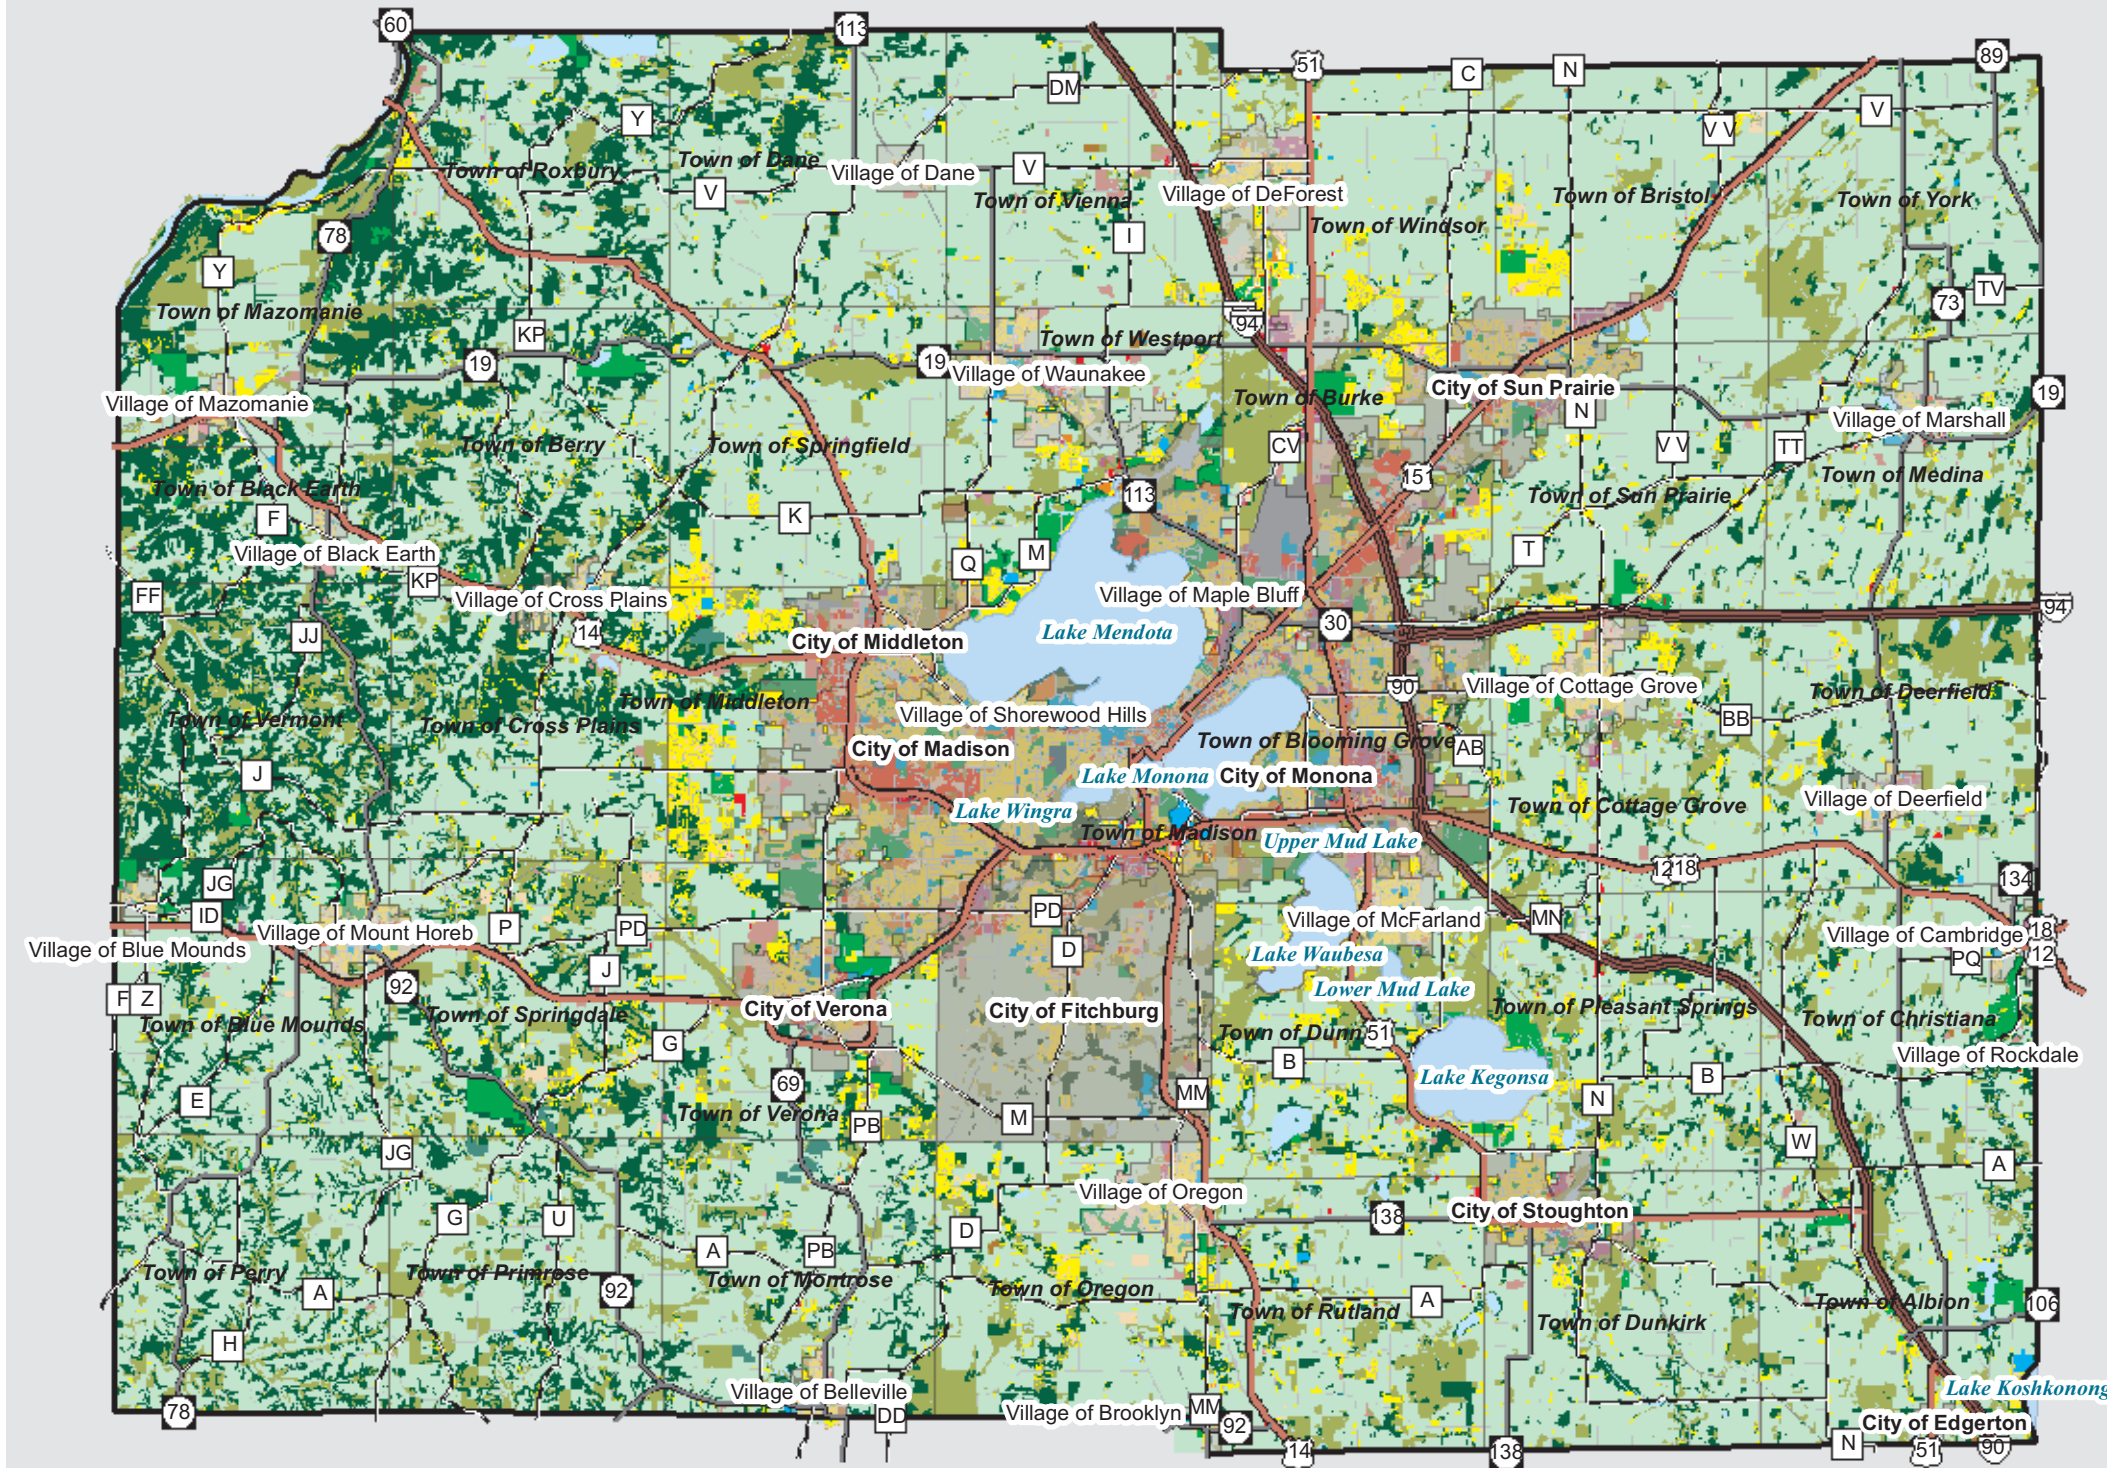 60
113
51
C
N
89
DM
Y
V
V V
Town of Roxbury
Town of Dane
Village of Dane
V
V
Town of Vienna
Village of DeForest
Town of Windsor
Town of Bristol
Town of York
78
I
Y
TV
73
Town of Mazomanie
94
KP
Town of Westport
19
19
Village of Waunakee
City of Sun Prairie
19
Village of Mazomanie
Town of Burke
N
Village of Marshall
Town of Berry
Town of Springfield
CV
V V
TT
Town of Black Earth
113
151
Town of Sun Prairie
Town of Medina
F
K
Village of Black Earth
Q
M
T
KP
FF
Village of Cross Plains
Village of Maple Bluff
94
14
JJ
City of Middleton
Lake Mendota
30
90
Village of Cottage Grove
Town of Deerfield
Town of Middleton
Town of Vermont
Town of Cross Plains
Village of Shorewood Hills
BB
City of Madison
Town of Blooming Grove
AB
J
Lake Monona
City of Monona
Lake Wingra
Town of Cottage Grove
Village of Deerfield
Town of Madison
Upper Mud Lake
1218
JG
134
ID
P
PD
PD
Village of McFarland
MN
Village of Blue Mounds
Village of Mount Horeb
Village of Cambridge
18
12
D
Lake Waubesa
PQ
J
92
Lower Mud Lake
F
Z
City of Verona
City of Fitchburg
Town of Pleasant Springs
Town of Blue Mounds
Town of Springdale
Town of Dunn
51
Town of Christiana
G
B
Village of Rockdale
Lake Kegonsa
B
69
E
Town of Verona
MM
N
PB
M
JG
W
A
Village of Oregon
G
U
138
City of Stoughton
D
A
PB
Town of Perry
Town of Primrose
Town of Montrose
92
Town of Oregon
A
Town of Rutland
A
Town of Albion
106
Town of Dunkirk
H
Village of Belleville
Lake Koshkonong
78
DD
Village of Brooklyn
MM
92
City of Edgerton
14
138
N
51
90